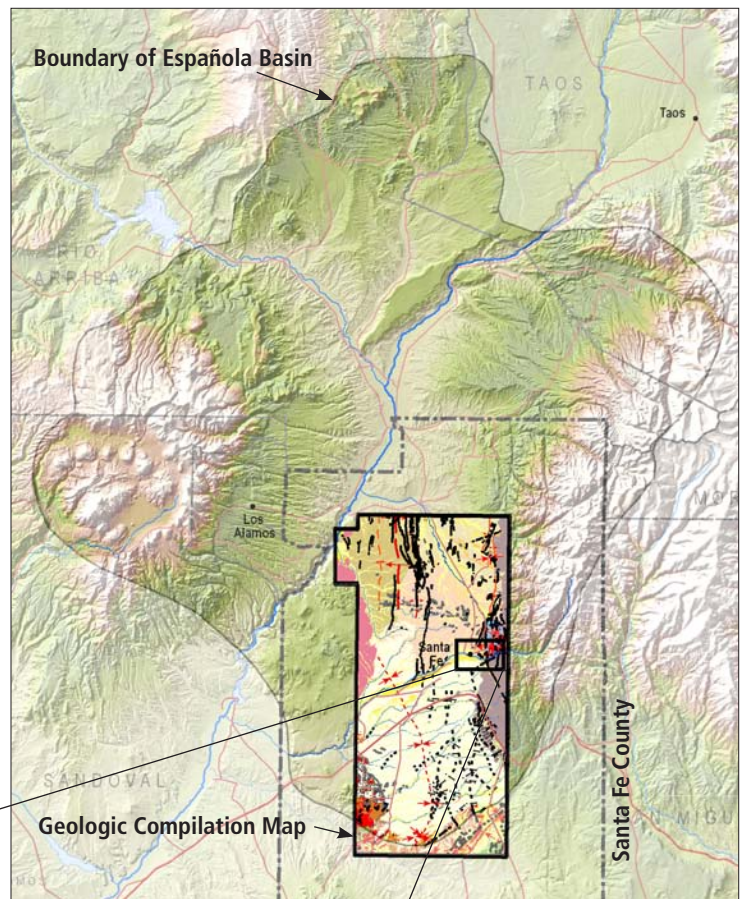 Boundary of Española Basin
TAOS
Taos
RIO
ARRIBA
MOR
Los
Alamos
Santa
Fe
SANDOVAL
Geologic Compilation Map
Santa Fe County
AN MIGU